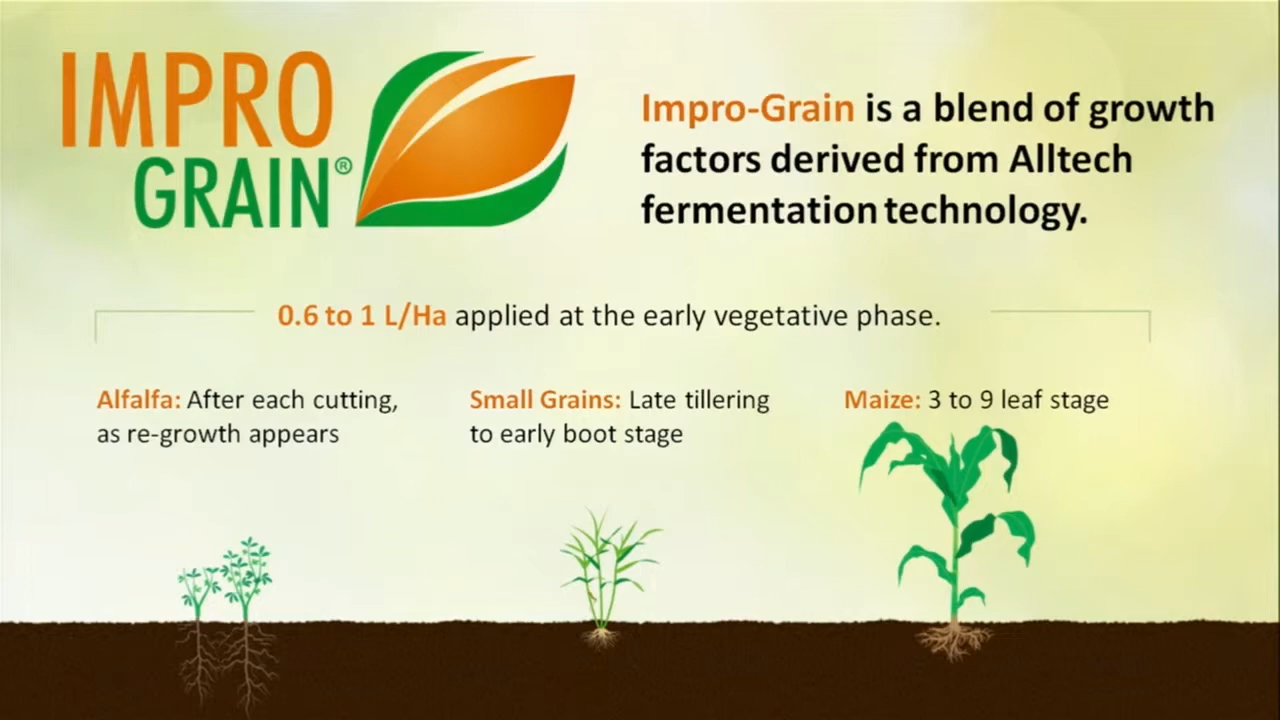 IMPRO
GRAIN®
Impro-Grain is a blend of growth
factors derived from Alltech
fermentation technology.
0.6 to 1 L/Ha applied at the early vegetative phase.
Alfalfa: After each cutting,
as re-growth appears
Small Grains: Late tillering
to early boot stage
Maize: 3 to 9 leaf stage